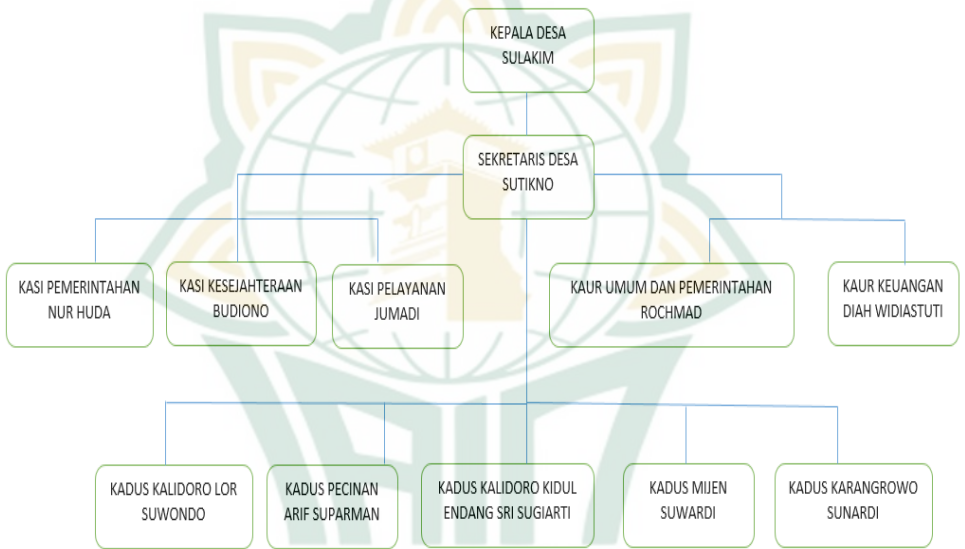 KEPALA DESA
SULAKIM
SEKRETARIS DESA
SUTIKNO
KASI PEMERINTAHAN
NUR HUDA
KASI KESEJAHTERAAN
BUDIONO
KASI PELAYANAN
JUMADI
KAUR UMUM DAN PEMERINTAHAN
ROCHMAD
KAUR KEUANGAN
DIAH WIDIASTUTI
KADUS KALIDORO LOR
SUWONDO
KADUS PECINAN
ARIF SUPARMAN
KADUS KALIDORO KIDUL
ENDANG SRI SUGIARTI
KADUS MIJEN
SUWARDI
KADUS KARANGROWO
SUNARDI